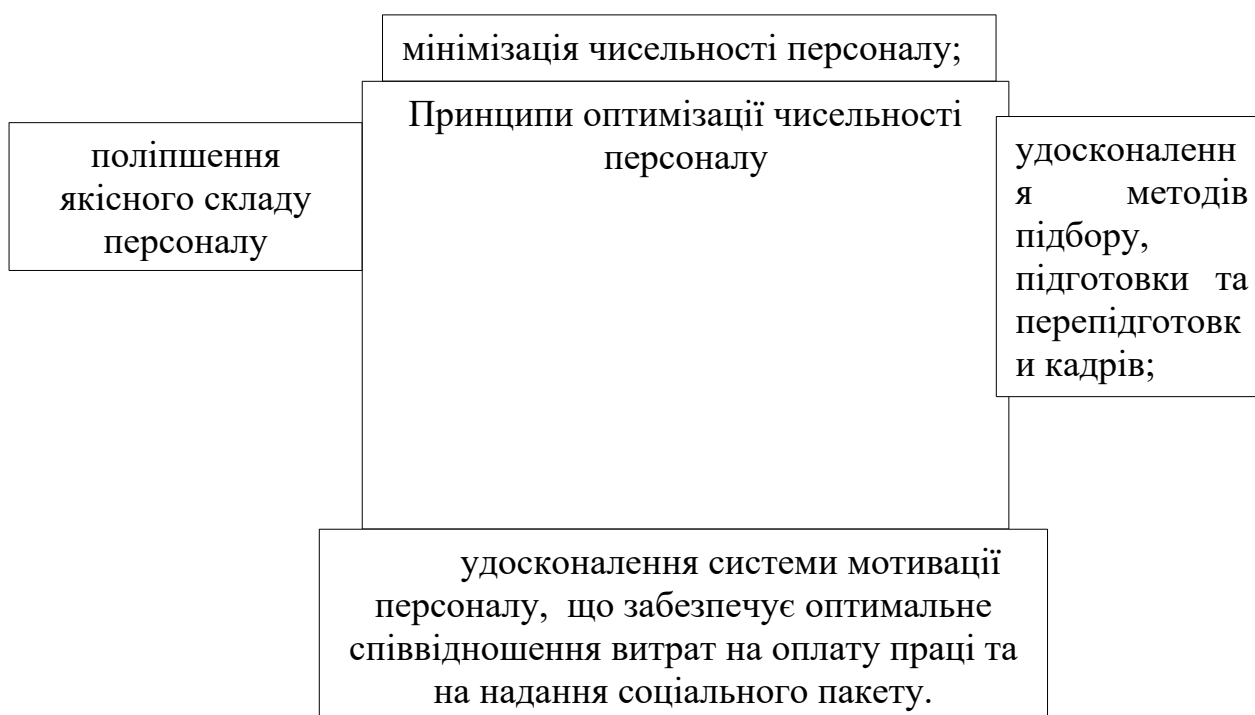 мінімізація чисельності персоналу;
Принципи оптимізації чисельності
персоналу
поліпшення
якісного складу
персоналу
удосконаленн
я методів
підбору,
підготовки та
перепідготовк
и кадрів;
удосконалення системи мотивації
персоналу, що забезпечує оптимальне
співвідношення витрат на оплату праці та
на надання соціального пакету.